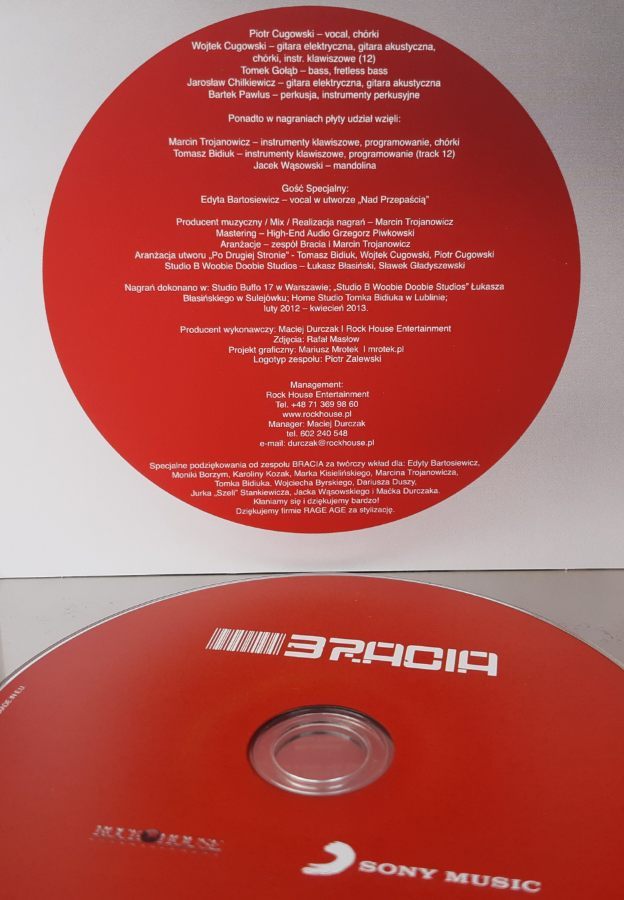 Piotr Cugowski – vocal, chórki
Wojtek Cugowski – gitara elektryczna, gitara akustyczna,
chórki, instr. klawiszowe (12)
Tomek Gołąb – bass, fretless bass
Jarosław Chilkiewicz – gitara elektryczna, gitara akustyczna
Bartek Pawlus – perkusja, instrumenty perkusyjne
Ponadto w nagraniach płyty udział wzięli:
Marcin Trojanowicz – instrumenty klawiszowe, programowanie, chórki
Tomasz Bidiuk – instrumenty klawiszowe, programowanie (track 12)
Jacek Wąsowski – mandolina
Gość Specjalny:
Edyta Bartosiewicz – vocal w utworze „Nad Przepaścią”
Producent muzyczny / Mix / Realizacja nagrań – Marcin Trojanowicz
Mastering – High-End Audio Grzegorz Piwkowski
Aranżacje – zespół Bracia i Marcin Trojanowicz
Aranżacja utworu „Po Drugiej Stronie” - Tomasz Bidiuk, Wojtek Cugowski, Piotr Cugowski
Studio B Woobie Doobie Studios – Łukasz Błasiński, Sławek Gładyszewski
Nagrań dokonano w: Studio Buffo 17 w Warszawie; „Studio B Woobie Doobie Studios” Łukasza
Błasińskiego w Sulejówku; Home Studio Tomka Bidiuka w Lublinie;
luty 2012 – kwiecień 2013.
Producent wykonawczy: Maciej Durczak I Rock House Entertainment
Zdjęcia: Rafał Masłow
Projekt graficzny: Mariusz Mrotek I mrotek.pl
Logotyp zespołu: Piotr Zalewski
Management:
Rock House Entertainment
Tel. +48 71 369 98 60
www.rockhouse.pl
Manager: Maciej Durczak
tel. 602 240 548
e-mail: durczak@rockhouse.pl
Specjalne podziękowania od zespołu BRACIA za twórczy wkład dla: Edyty Bartosiewicz,
Moniki Borzym, Karoliny Kozak, Marka Kisielińskiego, Marcina Trojanowicza,
Tomka Bidiuka, Wojciecha Byrskiego, Dariusza Duszy,
Jurka „Szeli” Stankiewicza, Jacka Wąsowskiego i Maćka Durczaka.
Kłaniamy się i dziękujemy bardzo!
Dziękujemy firmie RAGE AGE za stylizację.
BRACIA
MADE IN E.U.
ROCK HOUSE
SONY MUSIC